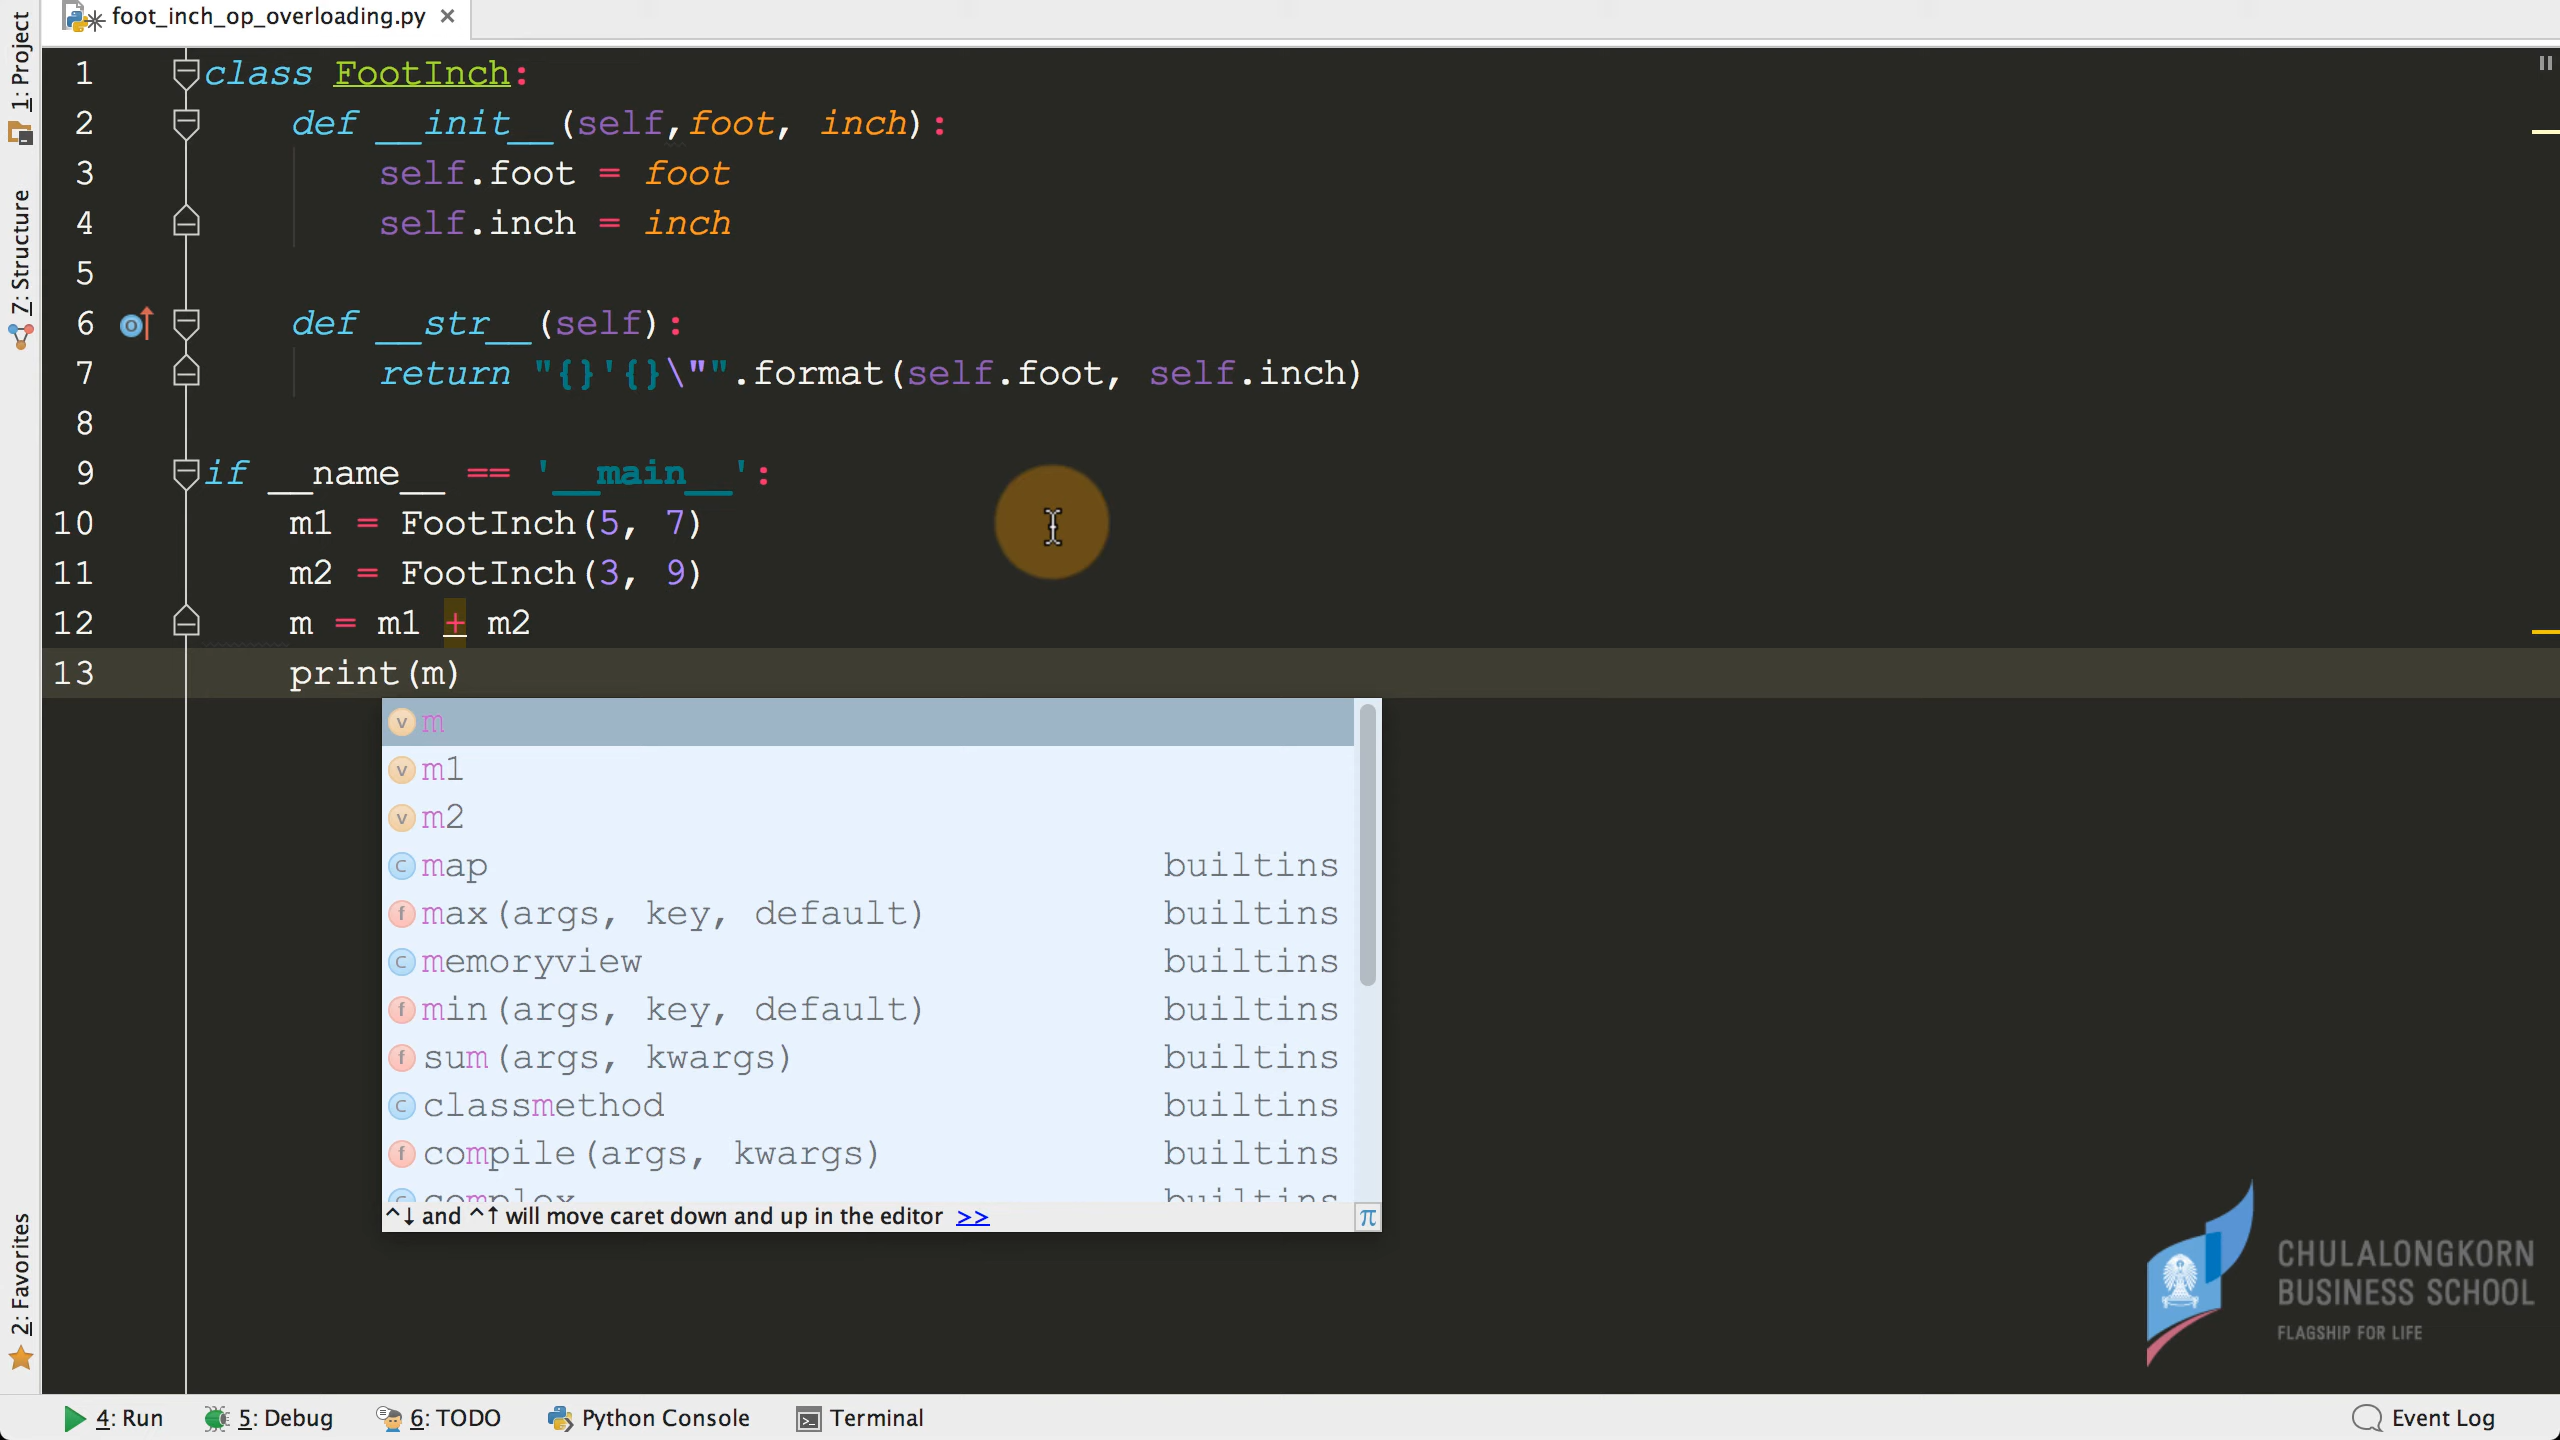 foot_inch_op_overloading.py
1: Project
7: Structure
2: Favorites
1 class FootInch:
2     def __init__(self,foot, inch):
3         self.foot = foot
4         self.inch = inch
5
6     def __str__(self):
7         return "{}'{}\"".format(self.foot, self.inch)
8
9 if __name__ == '__main__':
10     m1 = FootInch(5, 7)
11     m2 = FootInch(3, 9)
12     m = m1 + m2
13     print(m)
v m
v m1
v m2
c map builtins
f max(args, key, default) builtins
c memoryview builtins
f min(args, key, default) builtins
f sum(args, kwargs) builtins
c classmethod builtins
f compile(args, kwargs) builtins
c complex builtins
^↓ and ^↑ will move caret down and up in the editor >> π
CHULALONGKORN
BUSINESS SCHOOL
FLAGSHIP FOR LIFE
4: Run 5: Debug 6: TODO Python Console Terminal Event Log